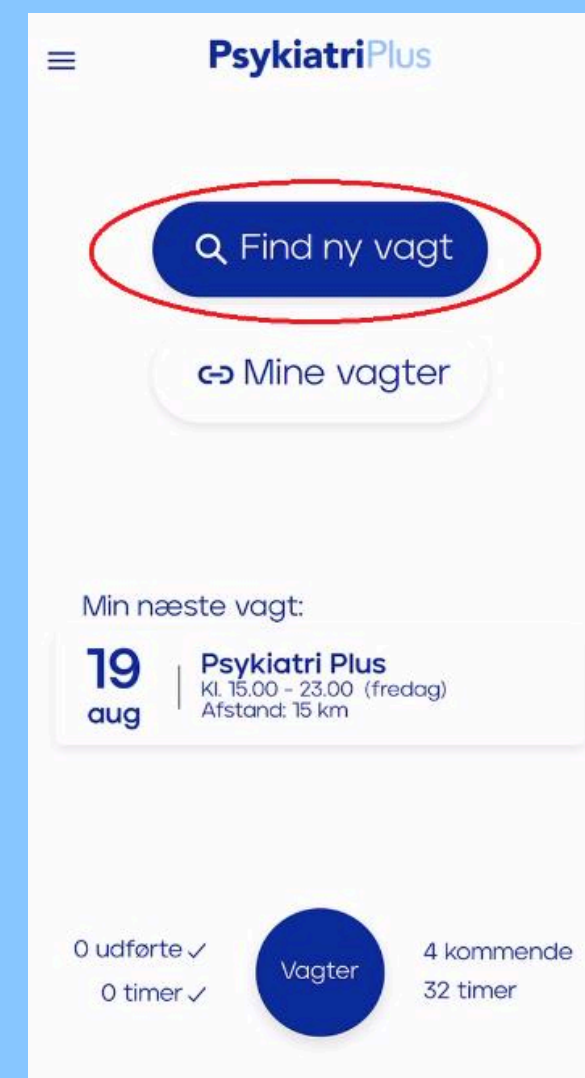 PsykiatriPlus
Find ny vagt
Mine vagter
Min næste vagt:
19
aug
Psykiatri Plus
Kl. 15.00 - 23.00 (fredag)
Afstand: 15 km
0 udførte
0 timer
Vagter
4 kommende
32 timer